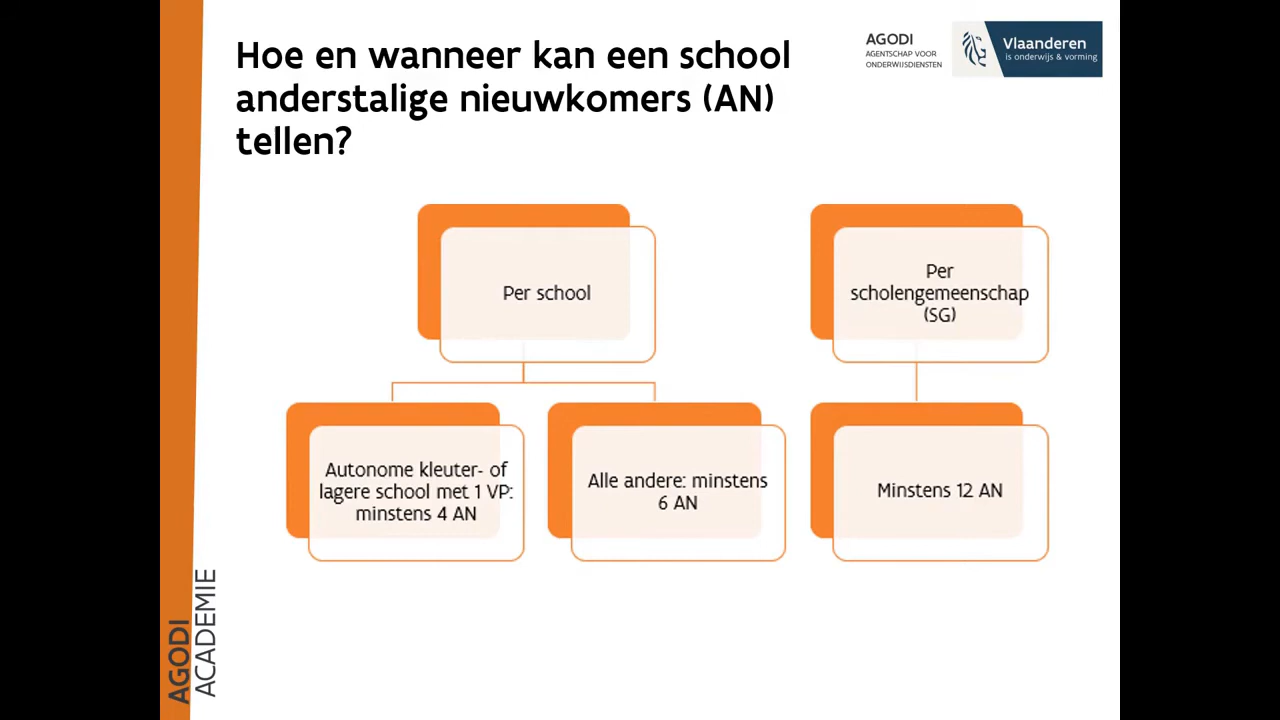 Hoe en wanneer kan een school
anderstalige nieuwkomers (AN)
tellen?
AGODI
AGENTSCHAP VOOR
ONDERWIJSDIENSTEN
Vlaanderen
is onderwijs & vorming
Per school
Per
scholengemeenschap
(SG)
Autonome kleuter- of
lagere school met 1 VP:
minstens 4 AN
Alle andere: minstens
6 AN
Minstens 12 AN
AGODI
ACADEMIE